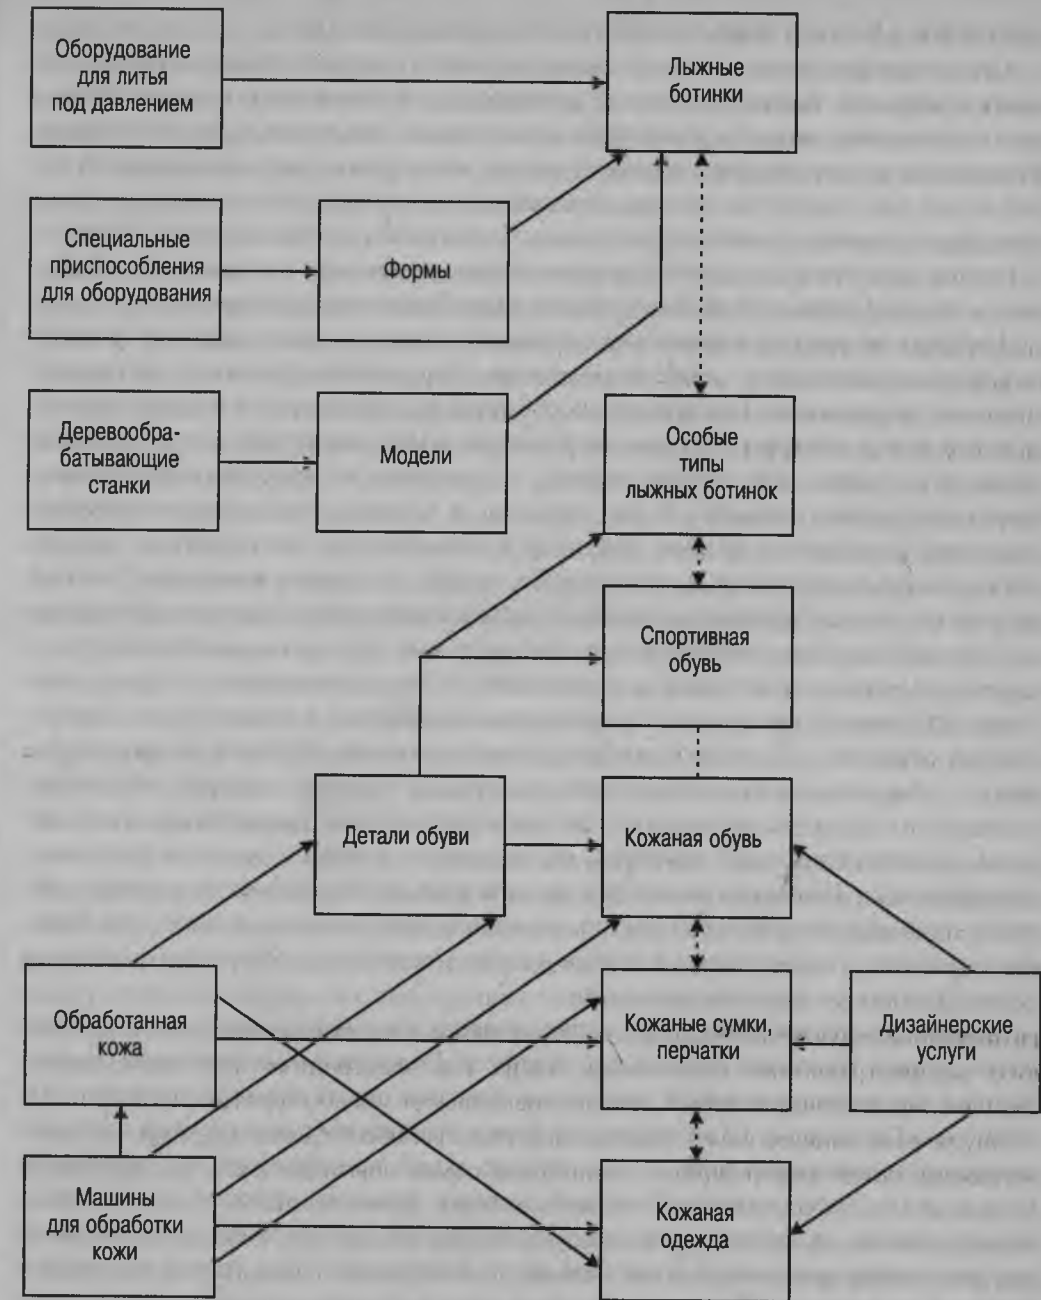 Оборудование
для литья
под давлением
Лыжные
ботинки
Специальные
приспособления
для оборудования
Формы
Деревообра-
батывающие
станки
Модели
Особые
типы
лыжных ботинок
Спортивная
обувь
Детали обуви
Кожаная обувь
Обработанная
кожа
Кожаные сумки,
перчатки
Дизайнерские
услуги
Машины
для обработки
кожи
Кожаная
одежда